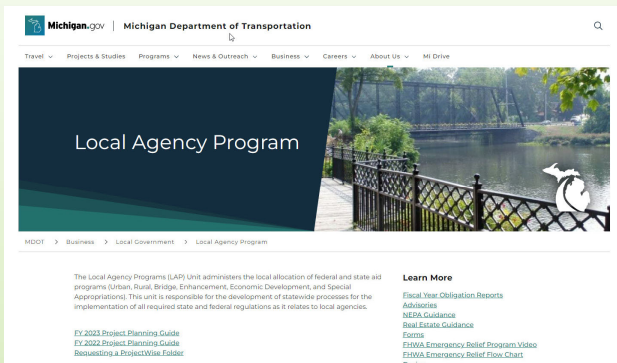 Michigan.gov | Michigan Department of Transportation
Travel Projects & Studies Programs News & Outreach Business Careers About Us Mi Drive
Local Agency Program
MDOT > Business > Local Government > Local Agency Program
The Local Agency Programs (LAP) Unit administers the local allocation of federal and state aid
programs (Urban, Rural, Bridge, Enhancement, Economic Development, and Special
Appropriations). This unit is responsible for the development of statewide processes for the
implementation of all required state and federal regulations as it relates to local agencies.
FY 2023 Project Planning Guide
FY 2022 Project Planning Guide
Requesting a ProjectWise Folder
Learn More
Fiscal Year Obligation Reports
Advisories
NEPA Guidance
Real Estate Guidance
Forms
FHWA Emergency Relief Program Video
FHWA Emergency Relief Flow Chart